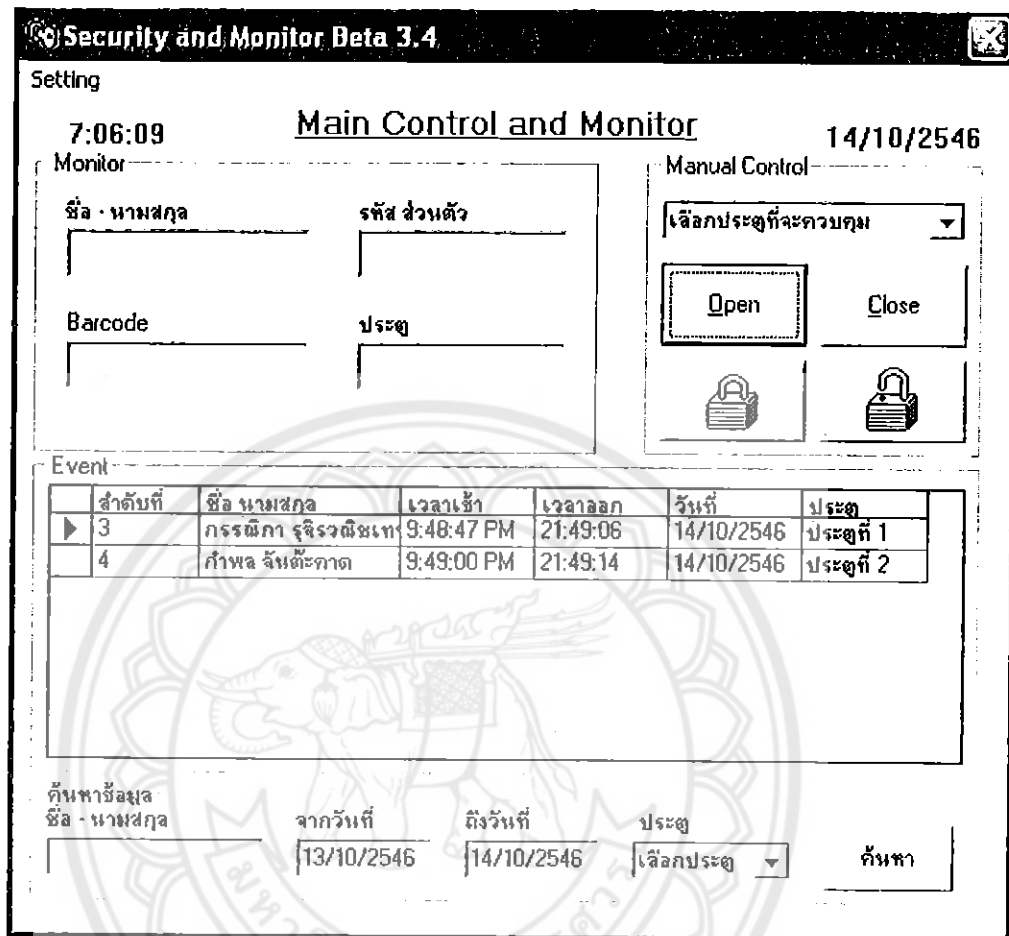 Security and Monitor Beta 3.4
Setting
7:06:09 Main Control and Monitor 14/10/2546
Monitor
Manual Control
ชื่อ - นามสกุล รหัส ส่วนตัว
เลือกประตูที่จะควบคุม
Open Close
Barcode ประตู
Event
ลำดับที่ ชื่อ นามสกุล เวลาเข้า เวลาออก วันที่ ประตู
3 กรรณิกา 9:48:47 PM 21:49:06 14/10/2546 ประตูที่ 1
4 กำพล จันต๊ะคาด 9:49:00 PM 21:49:14 14/10/2546 ประตูที่ 2
ค้นหาข้อมูล
ชื่อ - นามสกุล จากวันที่ ถึงวันที่ ประตู
13/10/2546 14/10/2546 เลือกประตู ค้นหา